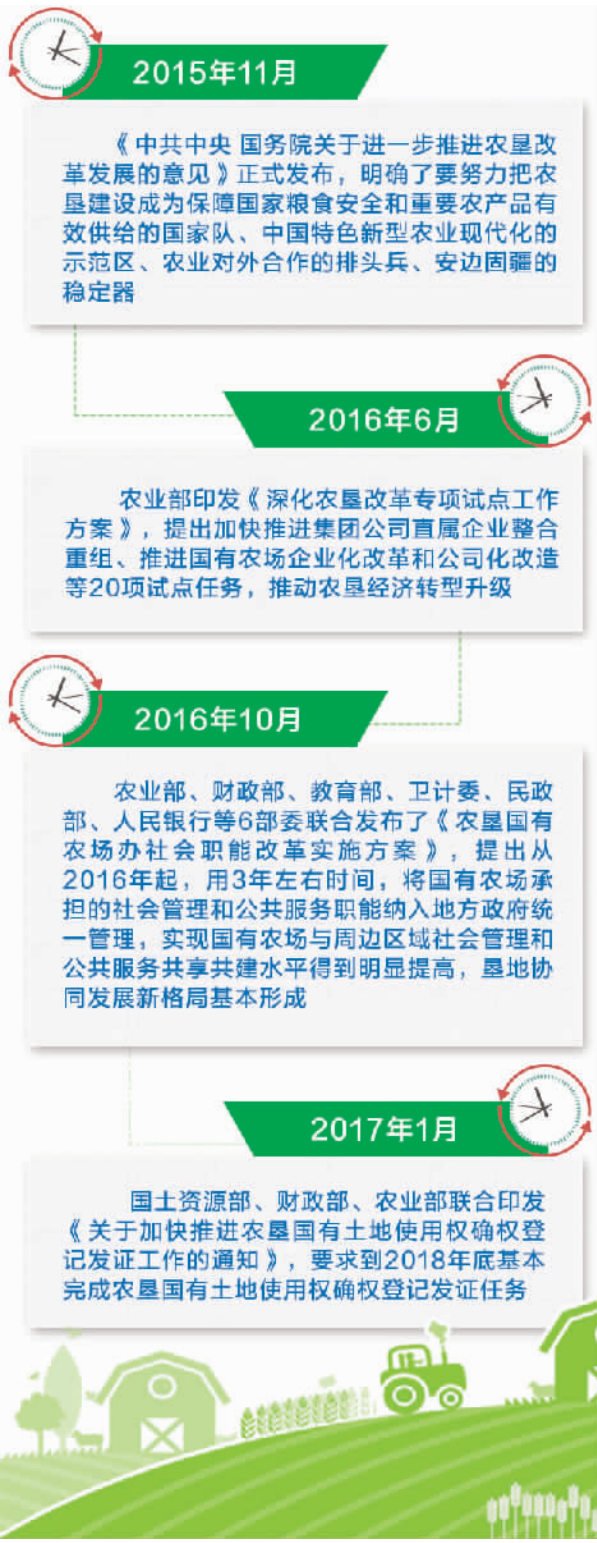 2015年11月
《中共中央 国务院关于进一步推进农垦改
革发展的意见》正式发布，明确了要努力把农
垦建设成为保障国家粮食安全和重要农产品有
效供给的国家队、中国特色新型农业现代化的
示范区、农业对外合作的排头兵、安边固疆的
稳定器
2016年6月
农业部印发《深化农垦改革专项试点工作
方案》，提出加快推进集团公司直属企业整合
重组、推进国有农场企业化改革和公司化改造
等20项试点任务，推动农垦经济转型升级
2016年10月
农业部、财政部、教育部、卫计委、民政
部、人民银行等6部委联合发布了《农垦国有
农场办社会职能改革实施方案》，提出从
2016年起，用3年左右时间，将国有农场承
担的社会管理和公共服务职能纳入地方政府统
一管理，实现国有农场与周边区域社会管理和
公共服务共享共建水平得到明显提高，垦地协
同发展新格局基本形成
2017年1月
国土资源部、财政部、农业部联合印发
《关于加快推进农垦国有土地使用权确权登
记发证工作的通知》，要求到2018年底基本
完成农垦国有土地使用权确权登记发证任务